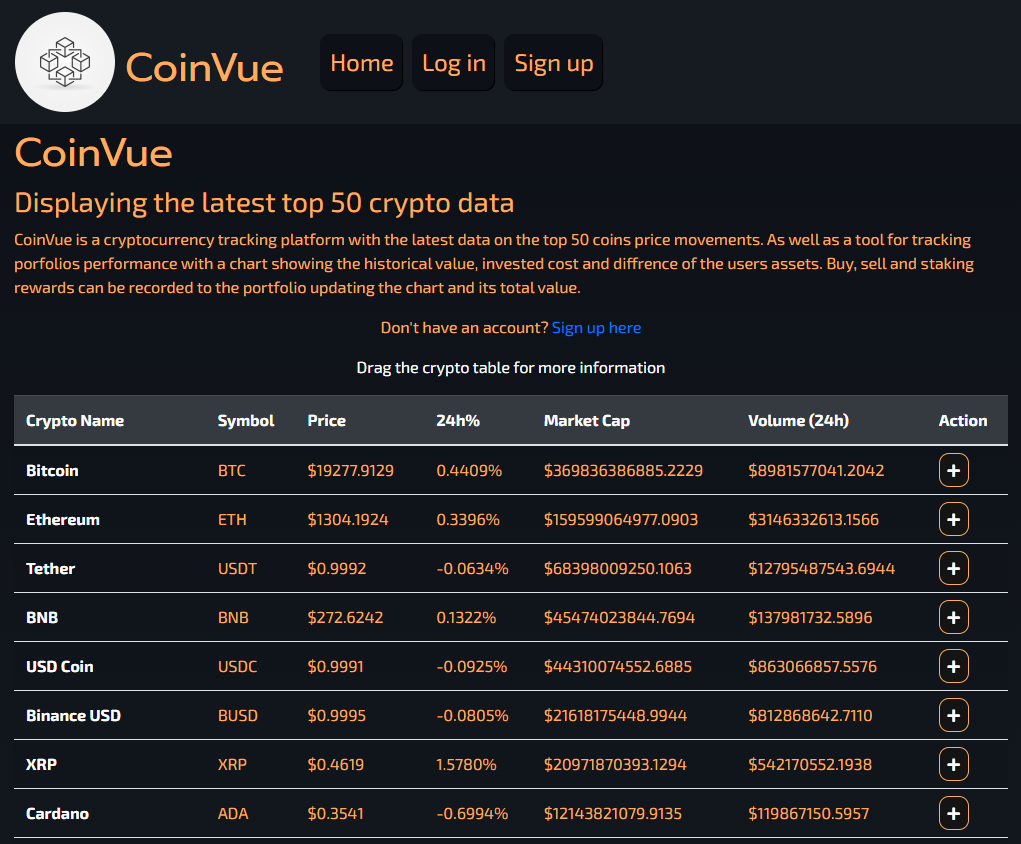 CoinVue Home Log in Sign up
CoinVue
Displaying the latest top 50 crypto data
CoinVue is a cryptocurrency tracking platform with the latest data on the top 50 coins price movements. As well as a tool for tracking
porfolios performance with a chart showing the historical value, invested cost and diffrence of the users assets. Buy, sell and staking
rewards can be recorded to the portfolio updating the chart and its total value.
Don't have an account? Sign up here
Drag the crypto table for more information
Crypto Name Symbol Price 24h% Market Cap Volume (24h) Action
Bitcoin BTC $19277.9129 0.4409% $369836386885.2229 $8981577041.2042 +
Ethereum ETH $1304.1924 0.3396% $159599064977.0903 $3146332613.1566 +
Tether USDT $0.9992 -0.0634% $68398009250.1063 $12795487543.6944 +
BNB BNB $272.6242 0.1322% $45474023844.7694 $137981732.5896 +
USD Coin USDC $0.9991 -0.0925% $44310074552.6885 $863066857.5576 +
Binance USD BUSD $0.9995 -0.0805% $21618175448.9944 $812868642.7110 +
XRP XRP $0.4619 1.5780% $20971870393.1294 $542170552.1938 +
Cardano ADA $0.3541 -0.6994% $12143821079.9135 $119867150.5957 +